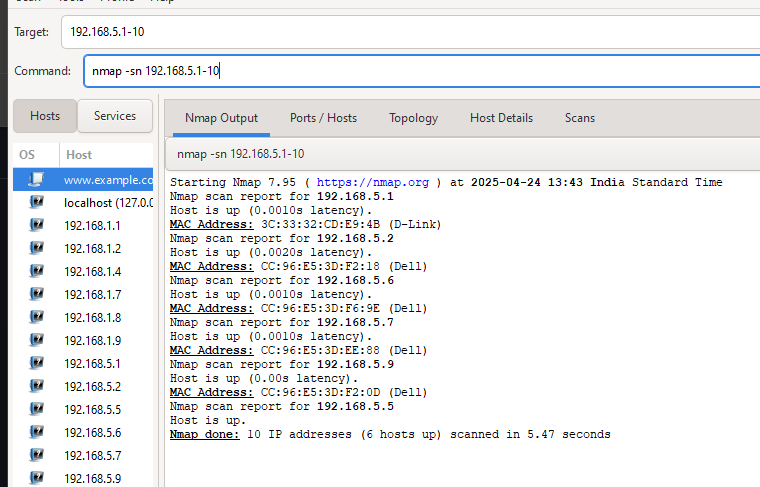 Target: 192.168.5.1-10
Command: nmap -sn 192.168.5.1-10
Hosts Services
OS Host
www.example.co
localhost (127.0.0
192.168.1.1
192.168.1.2
192.168.1.4
192.168.1.7
192.168.1.8
192.168.1.9
192.168.5.1
192.168.5.2
192.168.5.5
192.168.5.6
192.168.5.7
192.168.5.9
Nmap Output Ports / Hosts Topology Host Details Scans
nmap -sn 192.168.5.1-10
Starting Nmap 7.95 ( https://nmap.org ) at 2025-04-24 13:43 India Standard Time
Nmap scan report for 192.168.5.1
Host is up (0.0010s latency).
MAC Address: 3C:33:32:CD:E9:4B (D-Link)
Nmap scan report for 192.168.5.2
Host is up (0.0020s latency).
MAC Address: CC:96:E5:3D:F2:18 (Dell)
Nmap scan report for 192.168.5.6
Host is up (0.0010s latency).
MAC Address: CC:96:E5:3D:F6:9E (Dell)
Nmap scan report for 192.168.5.7
Host is up (0.0010s latency).
MAC Address: CC:96:E5:3D:EE:88 (Dell)
Nmap scan report for 192.168.5.9
Host is up (0.00s latency).
MAC Address: CC:96:E5:3D:F2:0D (Dell)
Nmap scan report for 192.168.5.5
Host is up.
Nmap done: 10 IP addresses (6 hosts up) scanned in 5.47 seconds